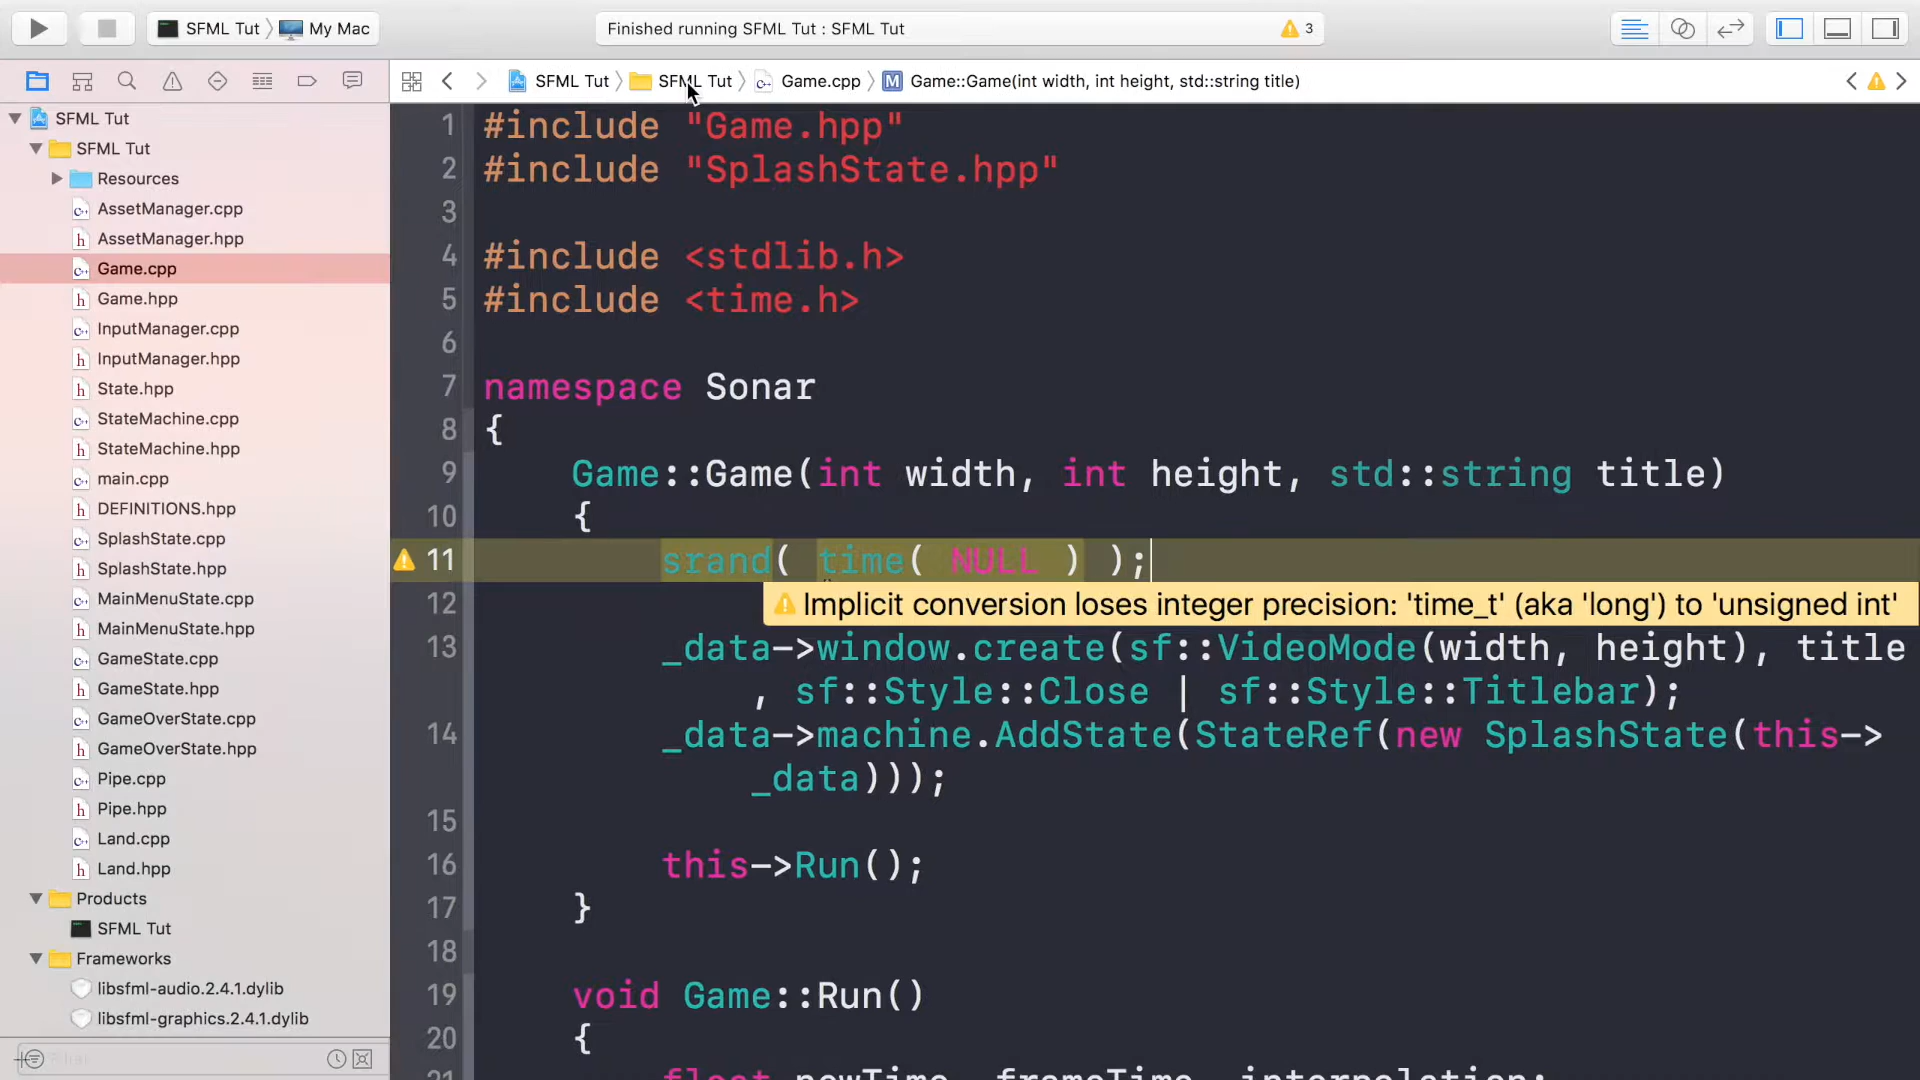 SFML Tut
My Mac
Finished running SFML Tut : SFML Tut
3
SFML Tut
SFML Tut
Game.cpp
M
Game::Game(int width, int height, std::string title)
SFML Tut
SFML Tut
Resources
AssetManager.cpp
AssetManager.hpp
Game.cpp
Game.hpp
InputManager.cpp
InputManager.hpp
State.hpp
StateMachine.cpp
StateMachine.hpp
main.cpp
DEFINITIONS.hpp
SplashState.cpp
SplashState.hpp
MainMenuState.cpp
MainMenuState.hpp
GameState.cpp
GameState.hpp
GameOverState.cpp
GameOverState.hpp
Pipe.cpp
Pipe.hpp
Land.cpp
Land.hpp
Products
SFML Tut
Frameworks
libsfml-audio.2.4.1.dylib
libsfml-graphics.2.4.1.dylib
1 #include "Game.hpp"
2 #include "SplashState.hpp"
3
4 #include <stdlib.h>
5 #include <time.h>
6
7 namespace Sonar
8 {
9 Game::Game(int width, int height, std::string title)
10 {
11 srand( time( NULL ) );
12 Implicit conversion loses integer precision: 'time_t' (aka 'long') to 'unsigned int'
13 _data->window.create(sf::VideoMode(width, height), title
, sf::Style::Close | sf::Style::Titlebar);
14 _data->machine.AddState(StateRef(new SplashState(this->
_data)));
15
16 this->Run();
17 }
18
19 void Game::Run()
20 {
21 float newTime, frameTime, interpolation;